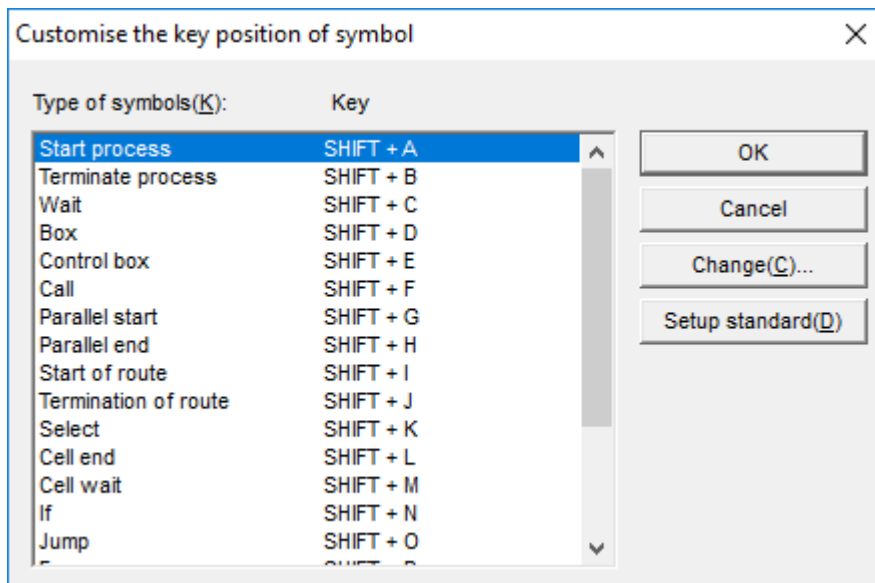 Customise the key position of symbol
Type of symbols(K): Key
Start process SHIFT + A
Terminate process SHIFT + B
Wait SHIFT + C
Box SHIFT + D
Control box SHIFT + E
Call SHIFT + F
Parallel start SHIFT + G
Parallel end SHIFT + H
Start of route SHIFT + I
Termination of route SHIFT + J
Select SHIFT + K
Cell end SHIFT + L
Cell wait SHIFT + M
If SHIFT + N
Jump SHIFT + O
OK
Cancel
Change(C)...
Setup standard(D)